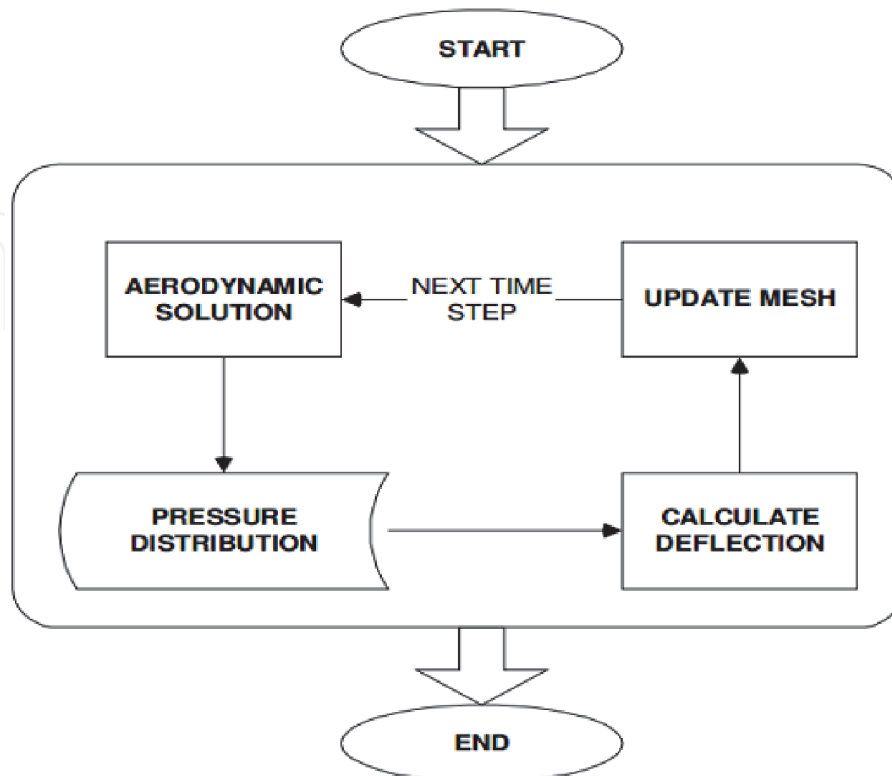 START
AERODYNAMIC
SOLUTION
NEXT TIME
STEP
UPDATE MESH
PRESSURE
DISTRIBUTION
CALCULATE
DEFLECTION
END